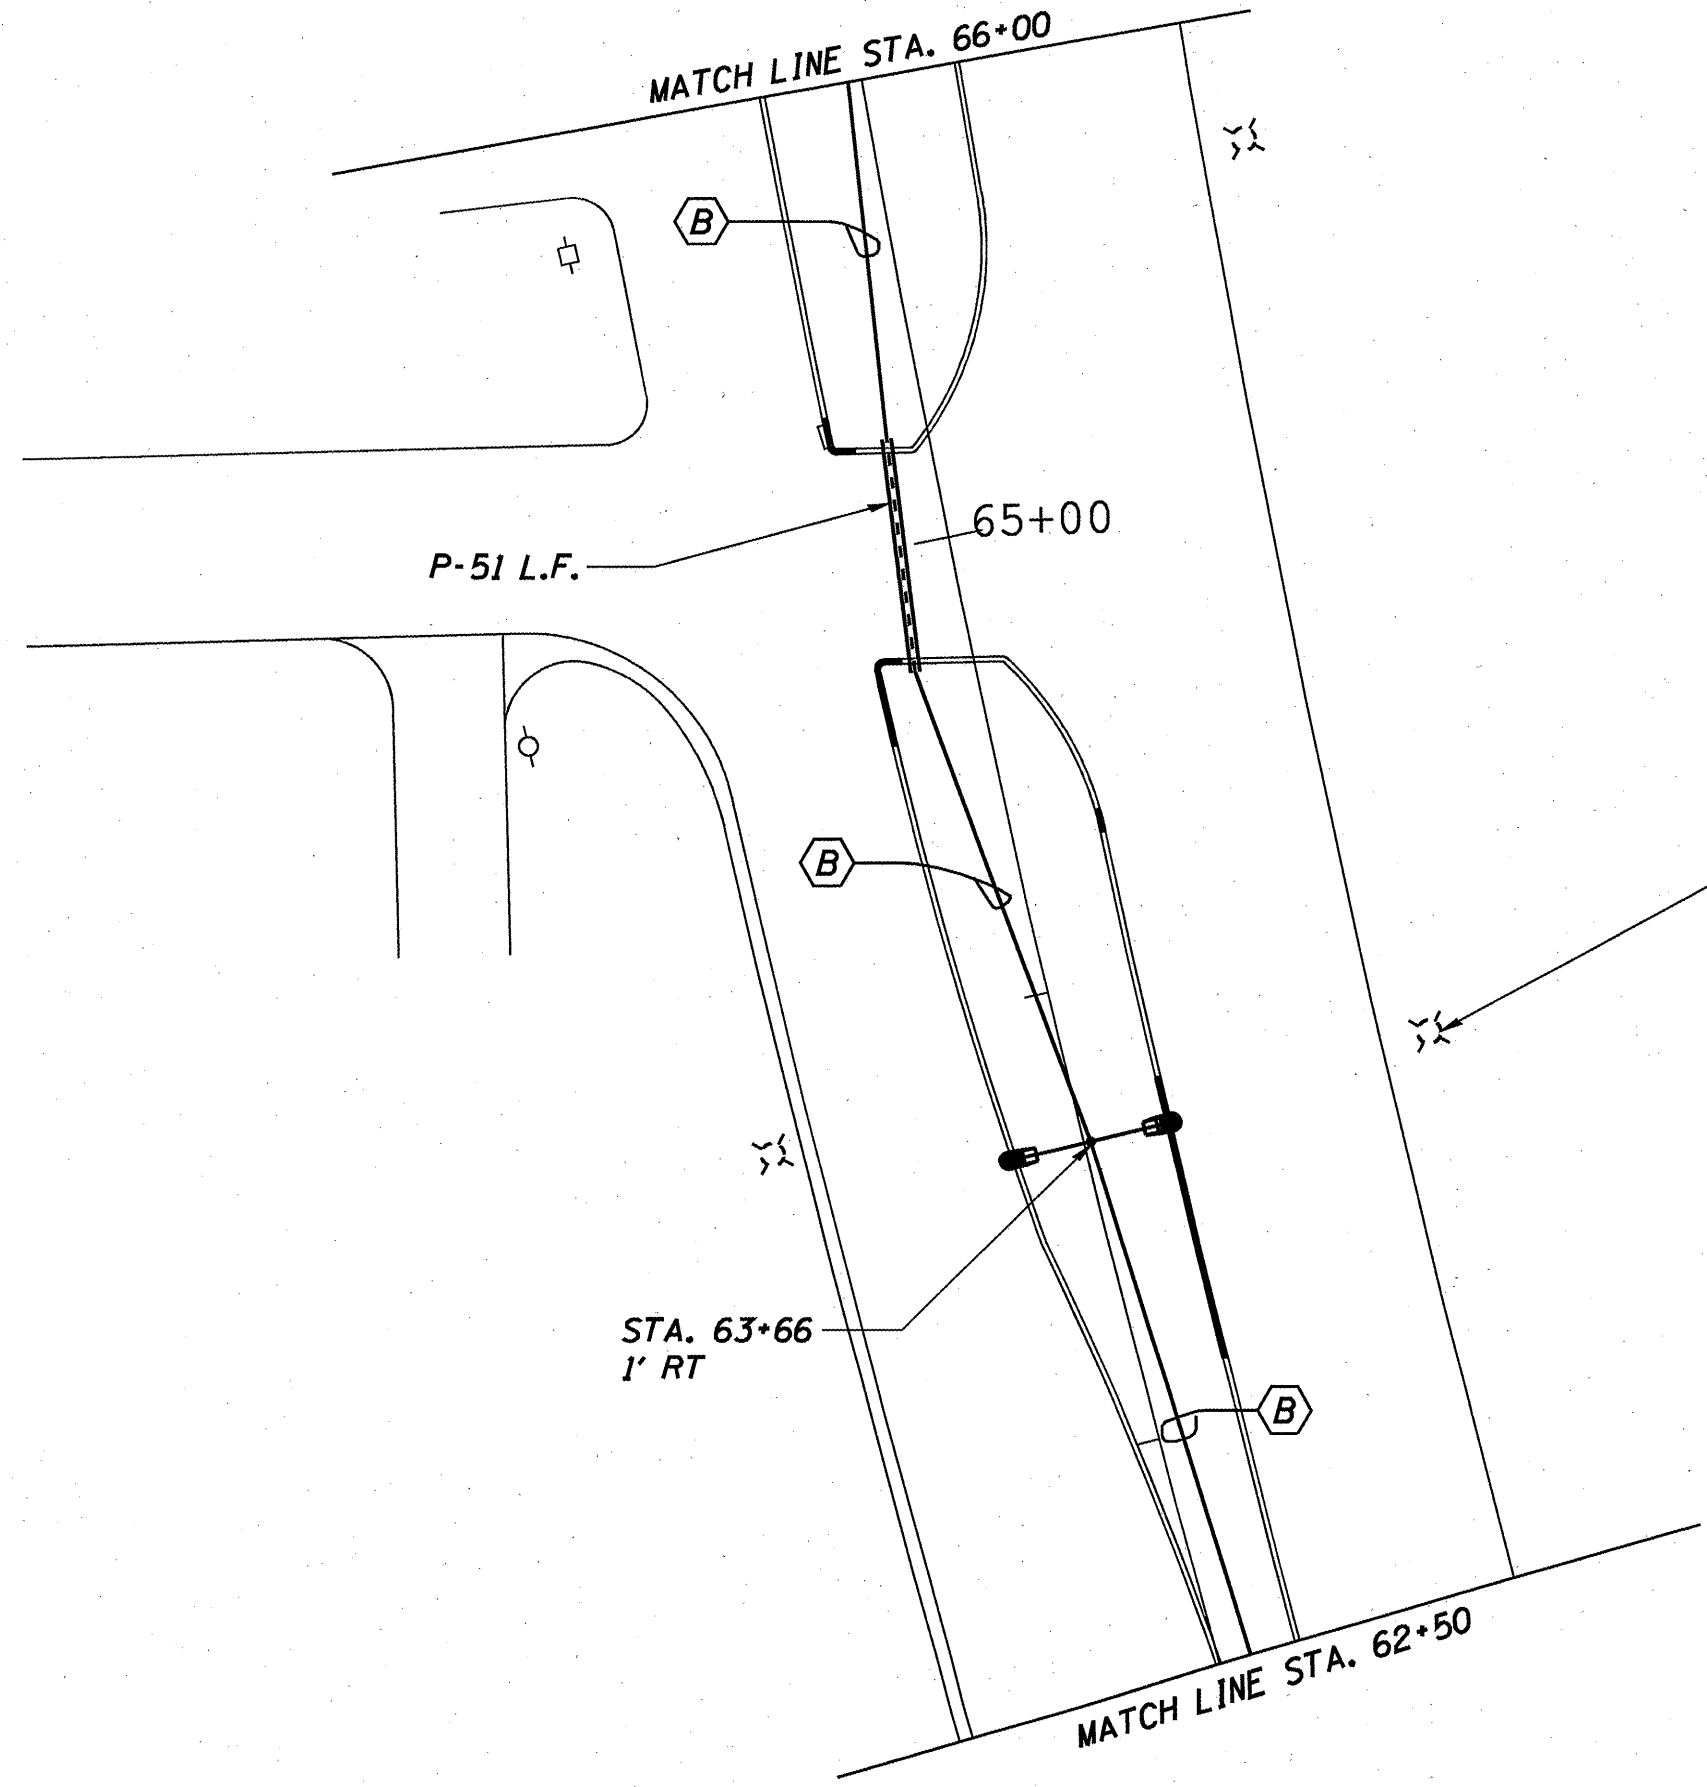 MATCH LINE STA. 66+00
B
65+00
P-51 L.F.
B
STA. 63+66
1' RT
B
MATCH LINE STA. 62+50